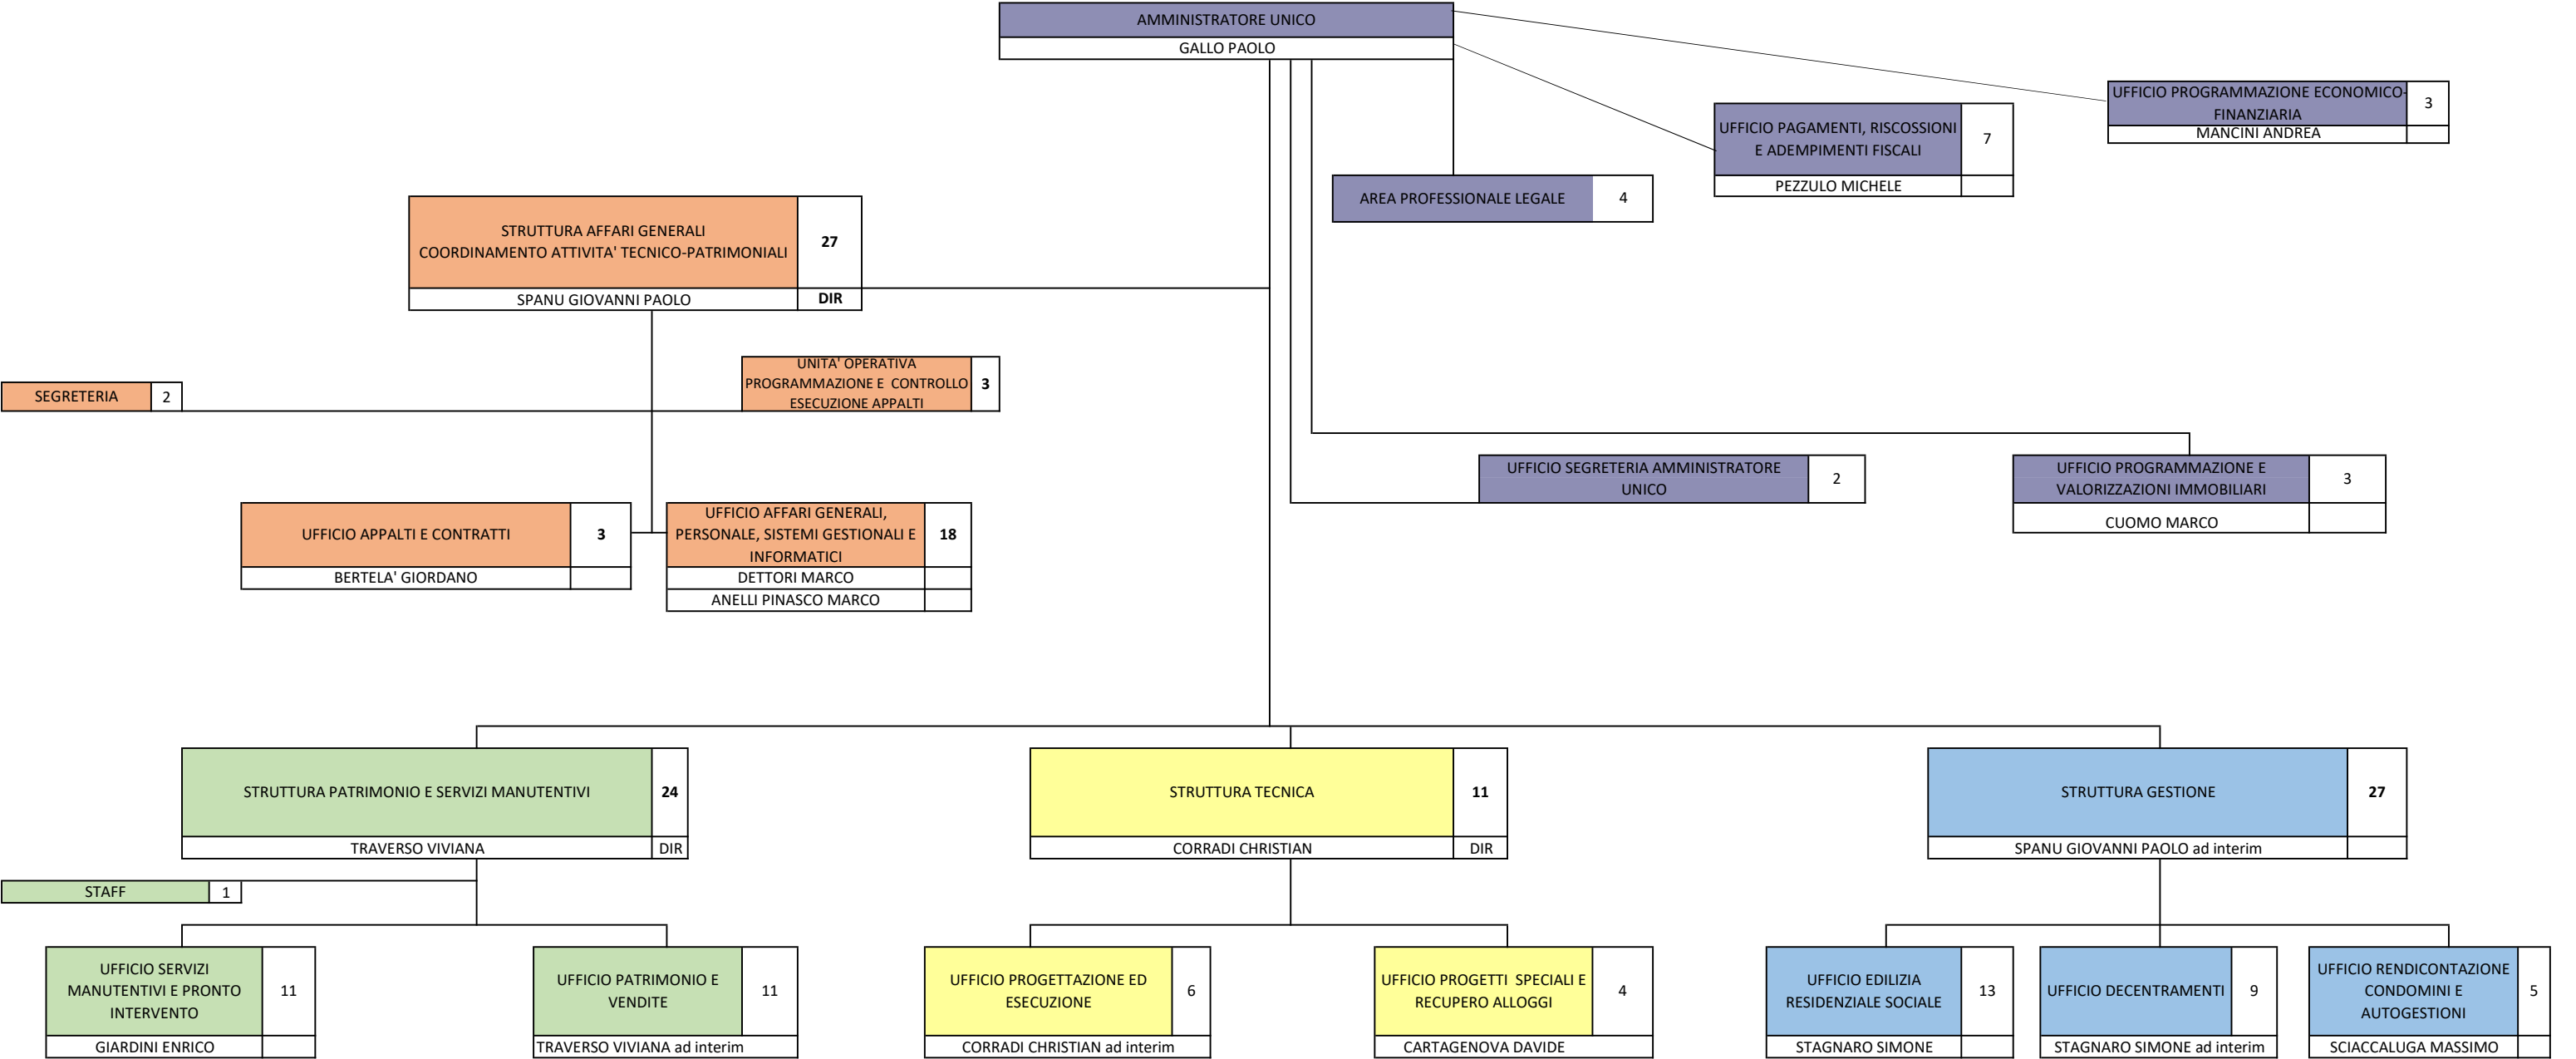 AMMINISTRATORE UNICO
GALLO PAOLO
UFFICIO PROGRAMMAZIONE ECONOMICO-
FINANZIARIA
3
MANCINI ANDREA
UFFICIO PAGAMENTI, RISCOSSIONI
E ADEMPIMENTI FISCALI
7
PEZZULO MICHELE
AREA PROFESSIONALE LEGALE
4
STRUTTURA AFFARI GENERALI
COORDINAMENTO ATTIVITA' TECNICO-PATRIMONIALI
27
SPANU GIOVANNI PAOLO
DIR
UNITA' OPERATIVA
PROGRAMMAZIONE E CONTROLLO
ESECUZIONE APPALTI
3
SEGRETERIA
2
UFFICIO SEGRETERIA AMMINISTRATORE
UNICO
2
UFFICIO PROGRAMMAZIONE E
VALORIZZAZIONI IMMOBILIARI
3
CUOMO MARCO
UFFICIO APPALTI E CONTRATTI
3
BERTELA' GIORDANO
UFFICIO AFFARI GENERALI,
PERSONALE, SISTEMI GESTIONALI E
INFORMATICI
18
DETTORI MARCO
ANELLI PINASCO MARCO
STRUTTURA PATRIMONIO E SERVIZI MANUTENTIVI
24
TRAVERSO VIVIANA
DIR
STRUTTURA TECNICA
11
CORRADI CHRISTIAN
DIR
STRUTTURA GESTIONE
27
SPANU GIOVANNI PAOLO ad interim
STAFF
1
UFFICIO SERVIZI
MANUTENTIVI E PRONTO
INTERVENTO
11
GIARDINI ENRICO
UFFICIO PATRIMONIO E
VENDITE
11
TRAVERSO VIVIANA ad interim
UFFICIO PROGETTAZIONE ED
ESECUZIONE
6
CORRADI CHRISTIAN ad interim
UFFICIO PROGETTI SPECIALI E
RECUPERO ALLOGGI
4
CARTAGENOVA DAVIDE
UFFICIO EDILIZIA
RESIDENZIALE SOCIALE
13
STAGNARO SIMONE
UFFICIO DECENTRAMENTI
9
STAGNARO SIMONE ad interim
UFFICIO RENDICONTAZIONE
CONDOMINI E
AUTOGESTIONI
5
SCIACCALUGA MASSIMO